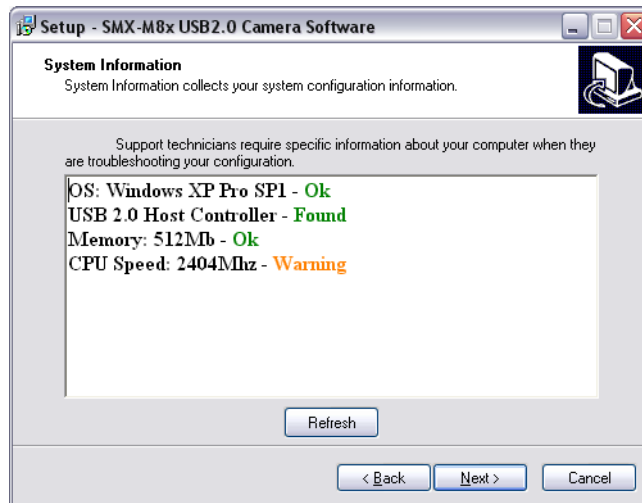 Setup - SMX-M8x USB2.0 Camera Software
System Information
System Information collects your system configuration information.
Support technicians require specific information about your computer when they
are troubleshooting your configuration.
OS: Windows XP Pro SP1 - Ok
USB 2.0 Host Controller - Found
Memory: 512Mb - Ok
CPU Speed: 2404Mhz - Warning
Refresh
< Back
Next >
Cancel